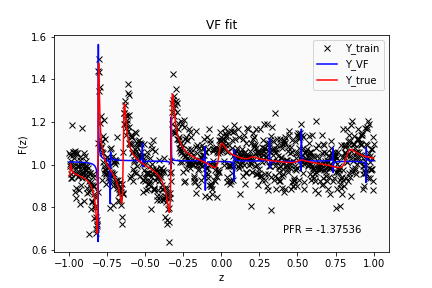 VF fit
Y_train
Y_VF
Y_true
F(z)
1.6
1.4
1.2
1.0
0.8
0.6
PFR = -1.37536
−1.00 −0.75 −0.50 −0.25 0.00 0.25 0.50 0.75 1.00
z